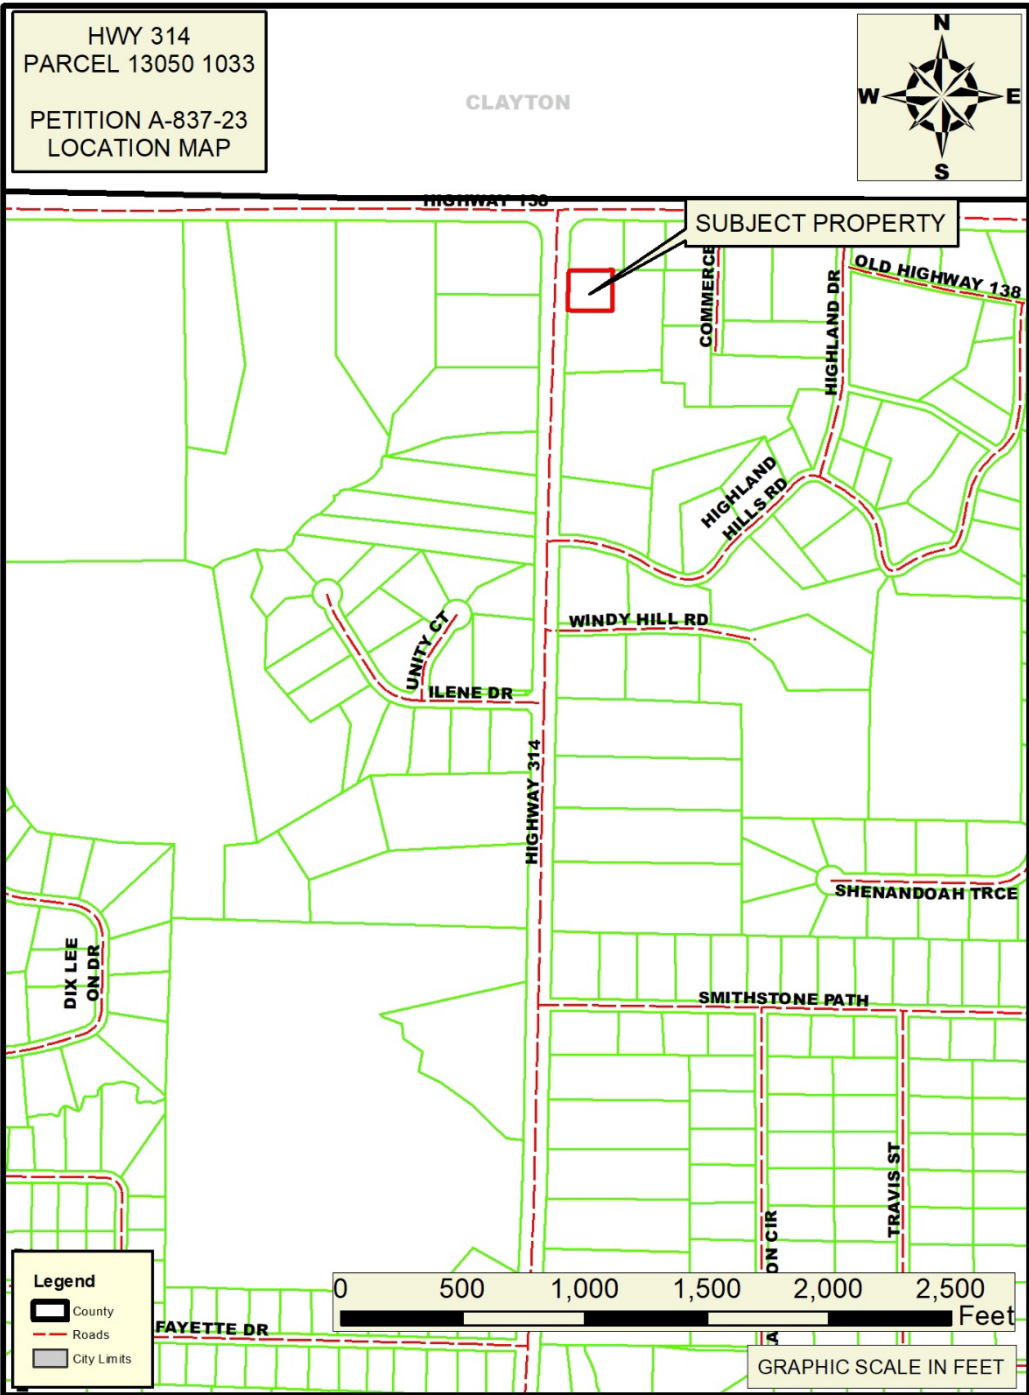 HWY 314
PARCEL 13050 1033
PETITION A-837-23
LOCATION MAP
CLAYTON
N
W
E
S
HIGHWAY 138
SUBJECT PROPERTY
COMMERCE
HIGHLAND DR
OLD HIGHWAY 138
HIGHLAND
HILLS RD
UNITY CT
WINDY HILL RD
ILENE DR
HIGHWAY 314
SHENANDOAH TRCE
DIX LEE
ON DR
SMITHSTONE PATH
TRAVIS ST
ON CIR
FAYETTE DR
Legend
County
Roads
City Limits
0 500 1,000 1,500 2,000 2,500
Feet
GRAPHIC SCALE IN FEET